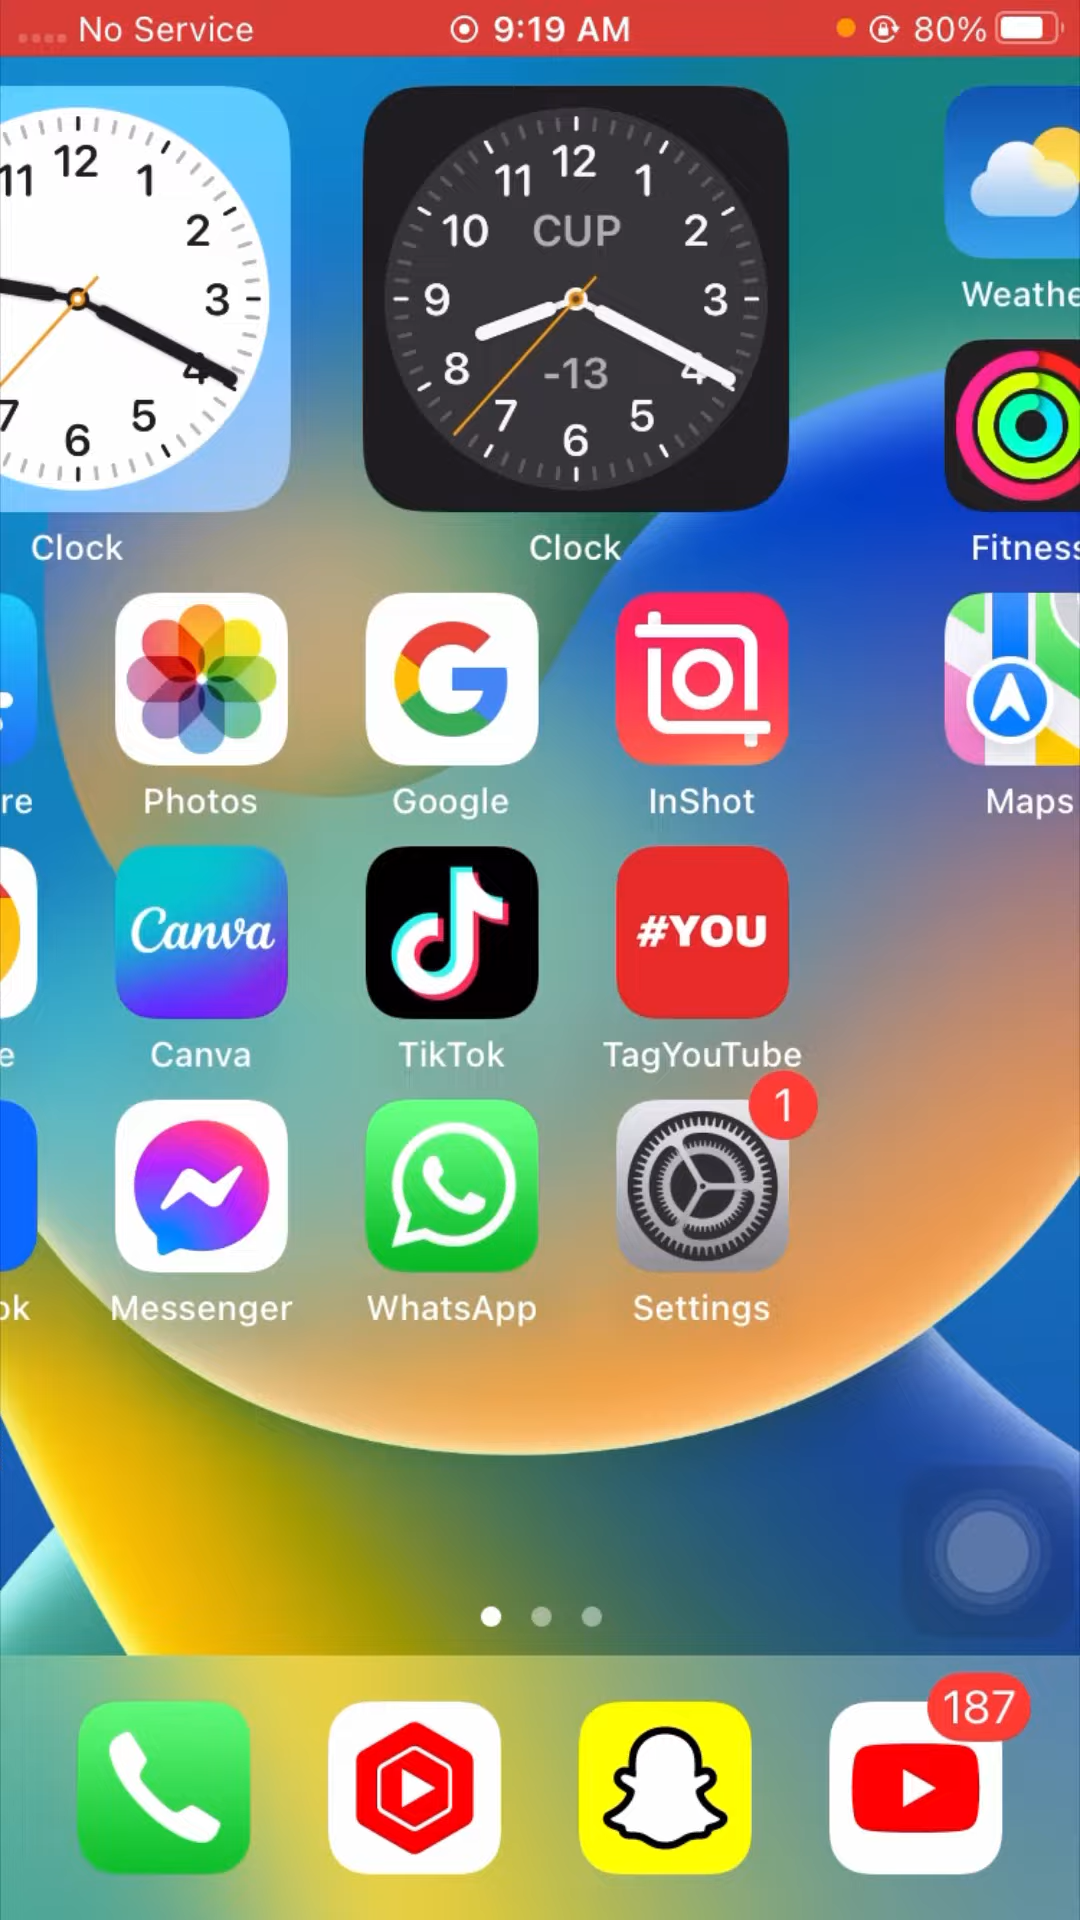 No Service 9:19 AM 80%
11 12 1
2
3
4
5
6
7
12
11 1
10 CUP 2
9 3
8 -13 4
7 5
6
Weathe
Clock Clock Fitness
re Photos Google InShot Maps
Canva #YOU
e Canva TikTok TagYouTube
1
ok Messenger WhatsApp Settings
187